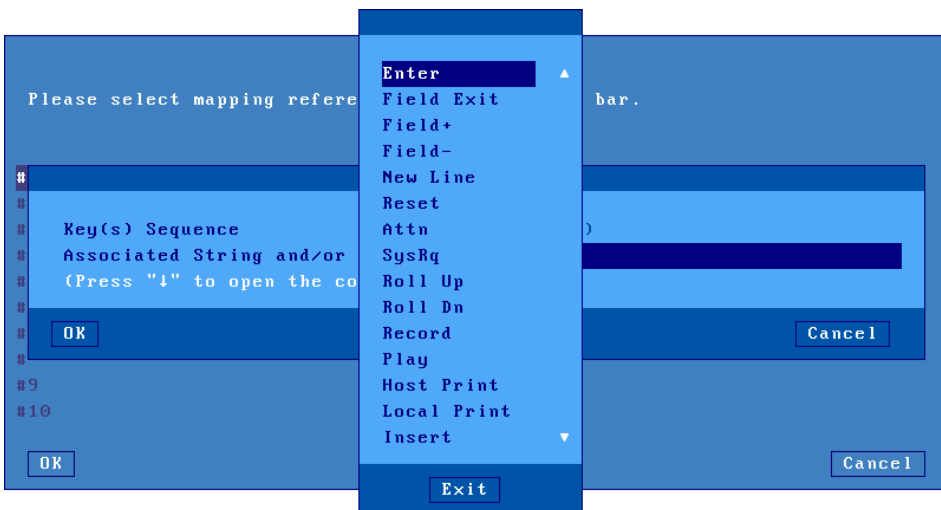 Please select mapping refere
bar.
#
#
#
#
#
#
#
#
#9
#10
Key(s) Sequence
)
Associated String and/or
(Press "↓" to open the co
OK
Cancel
OK
Cancel
Enter ▲
Field Exit
Field+
Field-
New Line
Reset
Attn
SysRq
Roll Up
Roll Dn
Record
Play
Host Print
Local Print
Insert ▼
Exit